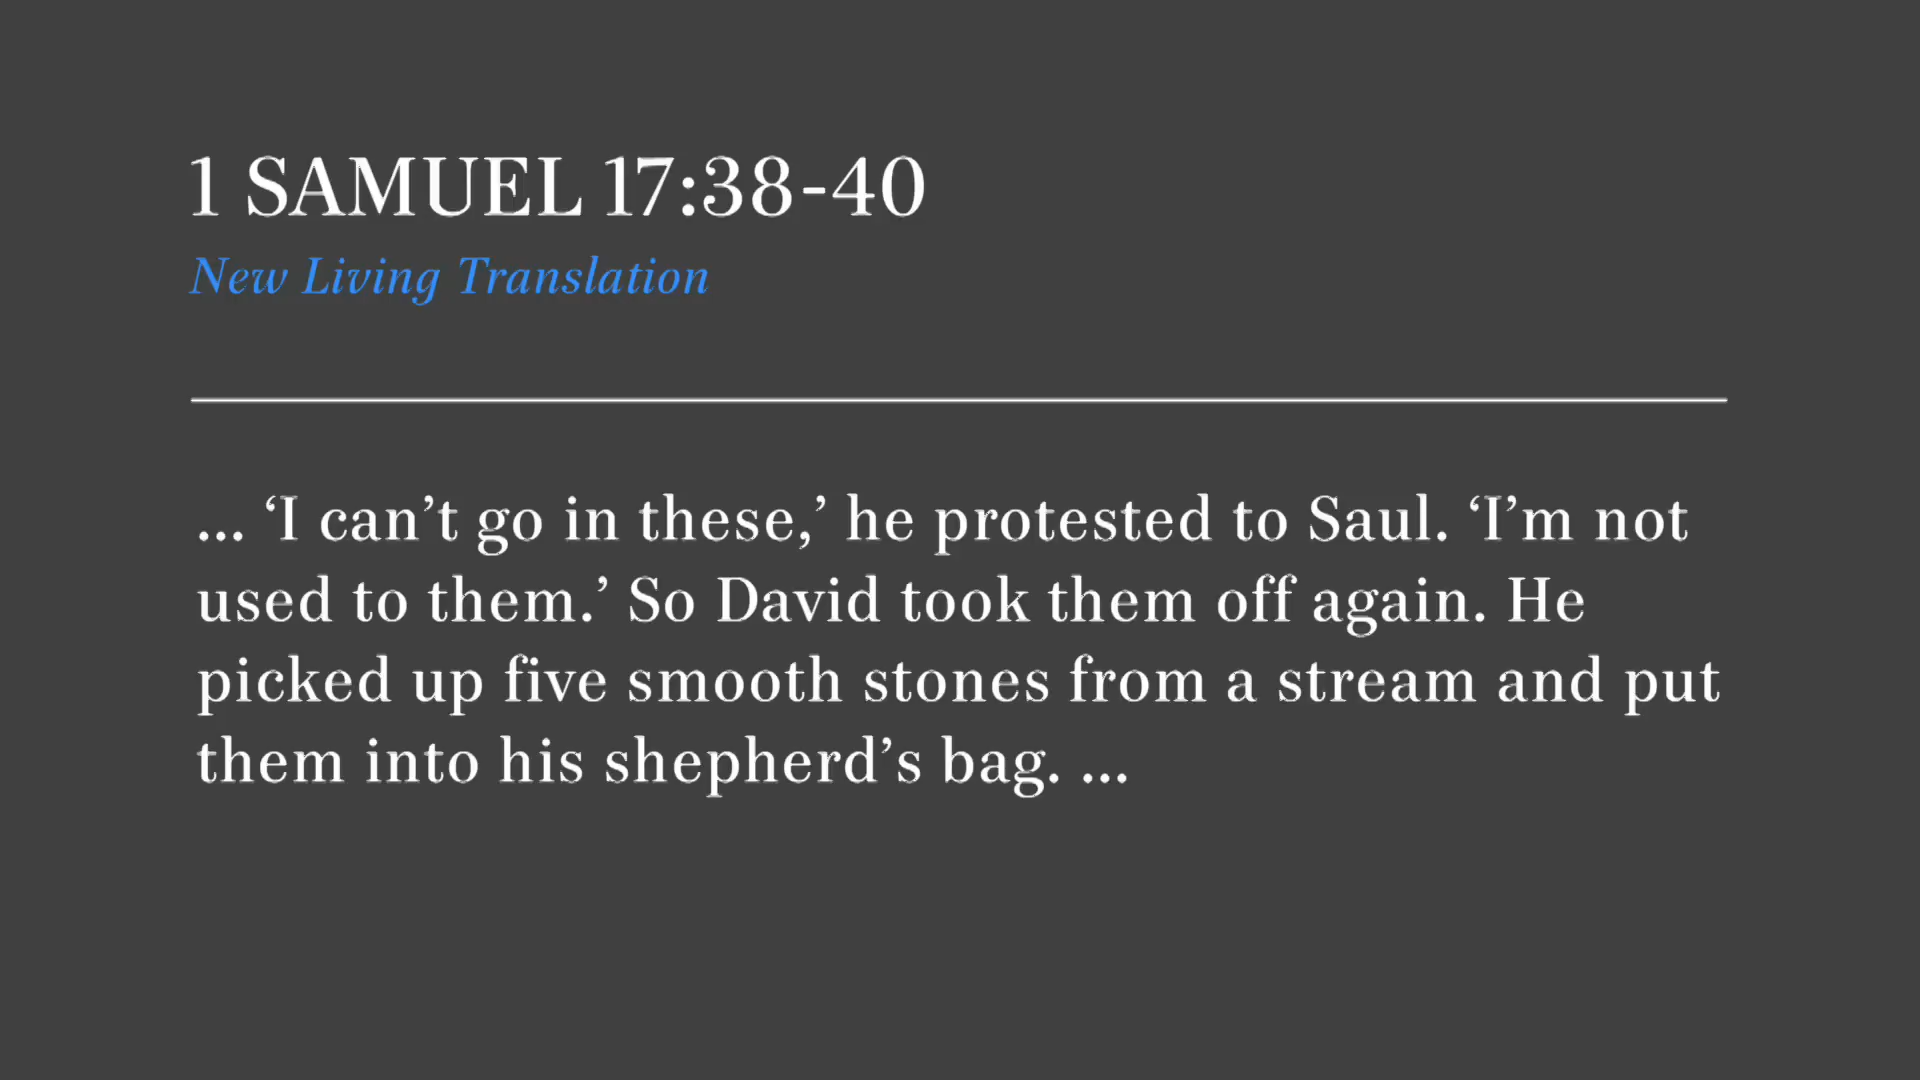 1 SAMUEL 17:38-40
New Living Translation
... ‘I can’t go in these,’ he protested to Saul. ‘I’m not
used to them.’ So David took them off again. He
picked up five smooth stones from a stream and put
them into his shepherd’s bag. ...